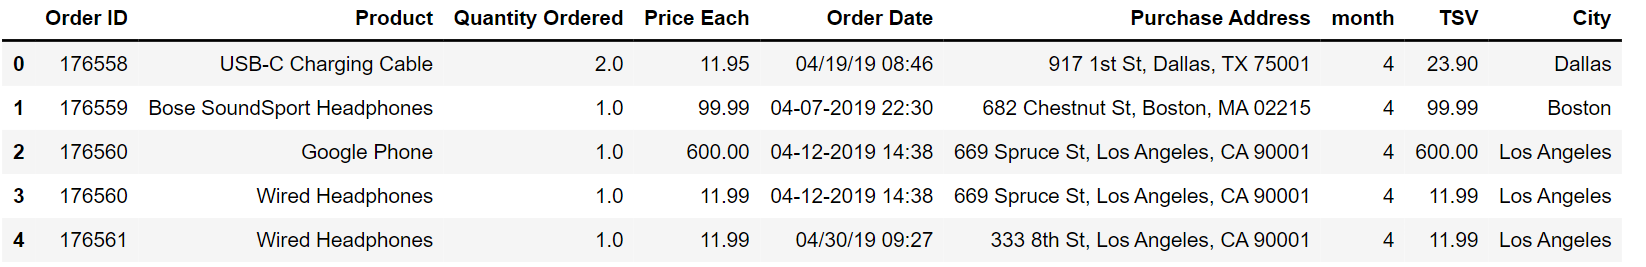 Order ID Product Quantity Ordered Price Each Order Date Purchase Address month TSV City
0 176558 USB-C Charging Cable 2.0 11.95 04/19/19 08:46 917 1st St, Dallas, TX 75001 4 23.90 Dallas
1 176559 Bose SoundSport Headphones 1.0 99.99 04-07-2019 22:30 682 Chestnut St, Boston, MA 02215 4 99.99 Boston
2 176560 Google Phone 1.0 600.00 04-12-2019 14:38 669 Spruce St, Los Angeles, CA 90001 4 600.00 Los Angeles
3 176560 Wired Headphones 1.0 11.99 04-12-2019 14:38 669 Spruce St, Los Angeles, CA 90001 4 11.99 Los Angeles
4 176561 Wired Headphones 1.0 11.99 04/30/19 09:27 333 8th St, Los Angeles, CA 90001 4 11.99 Los Angeles